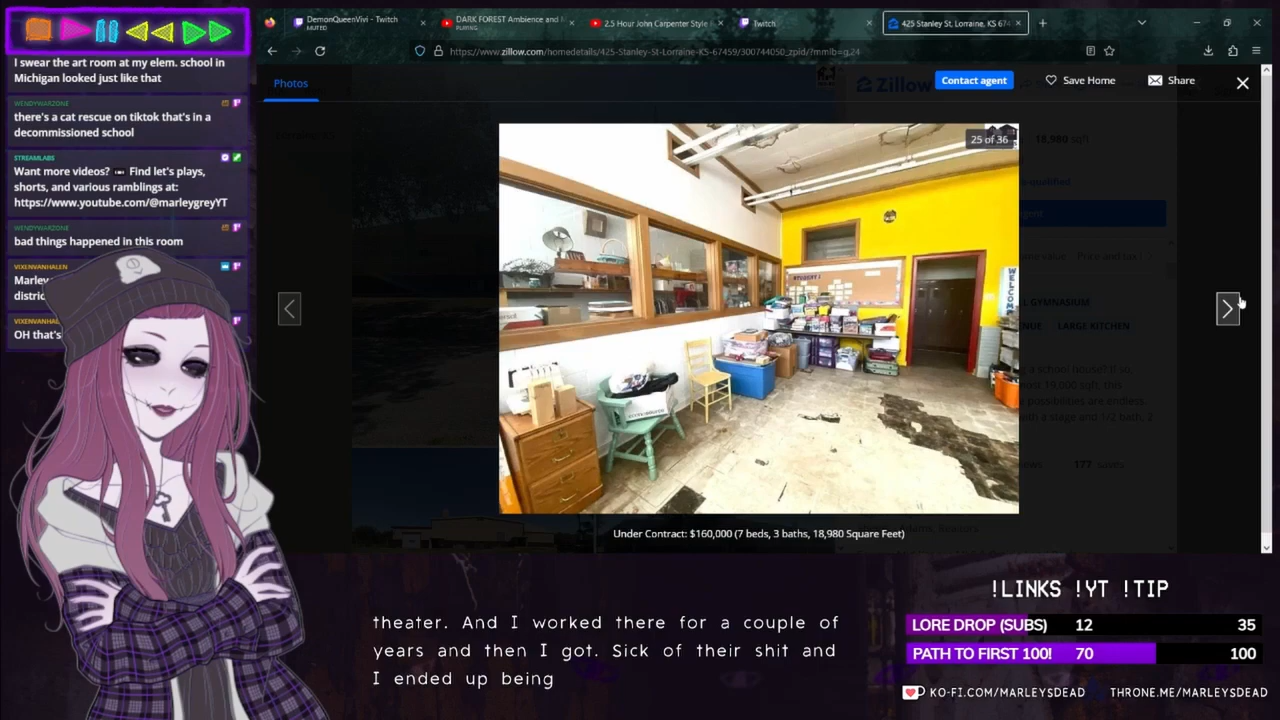 DemonQueenVivi - Twitch
MUTED
DARK FOREST Ambience and M
PLAYING
2.5 Hour John Carpenter Style
Twitch
425 Stanley St, Lorraine, KS 674
https://www.zillow.com/homedetails/425-Stanley-St-Lorraine-KS-67459/300744050_zpid/?mmlb=g,24
Photos
Contact agent
Save Home
Share
25 of 36
Under Contract: $160,000 (7 beds, 3 baths, 18,980 Square Feet)
I swear the art room at my elem. school in
Michigan looked just like that
WENDYWARZONE
there's a cat rescue on tiktok that's in a
decommissioned school
STREAMLABS
Want more videos? Find let's plays,
shorts, and various ramblings at:
https://www.youtube.com/@marleygreyYT
WENDYWARZONE
bad things happened in this room
VIXENVANHALEN
Marley
distric
VIXENVANH
OH that's
theater. And I worked there for a couple of
years and then I got. Sick of their shit and
I ended up being
!LINKS !YT !TIP
LORE DROP (SUBS) 12 35
PATH TO FIRST 100! 70 100
KO-FI.COM/MARLEYSDEAD THRONE.ME/MARLEYSDEAD